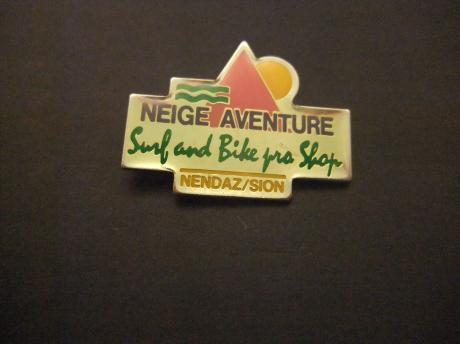 NEIGE AVENTURE
Surf and Bike pro Shop
NENDAZ/SION